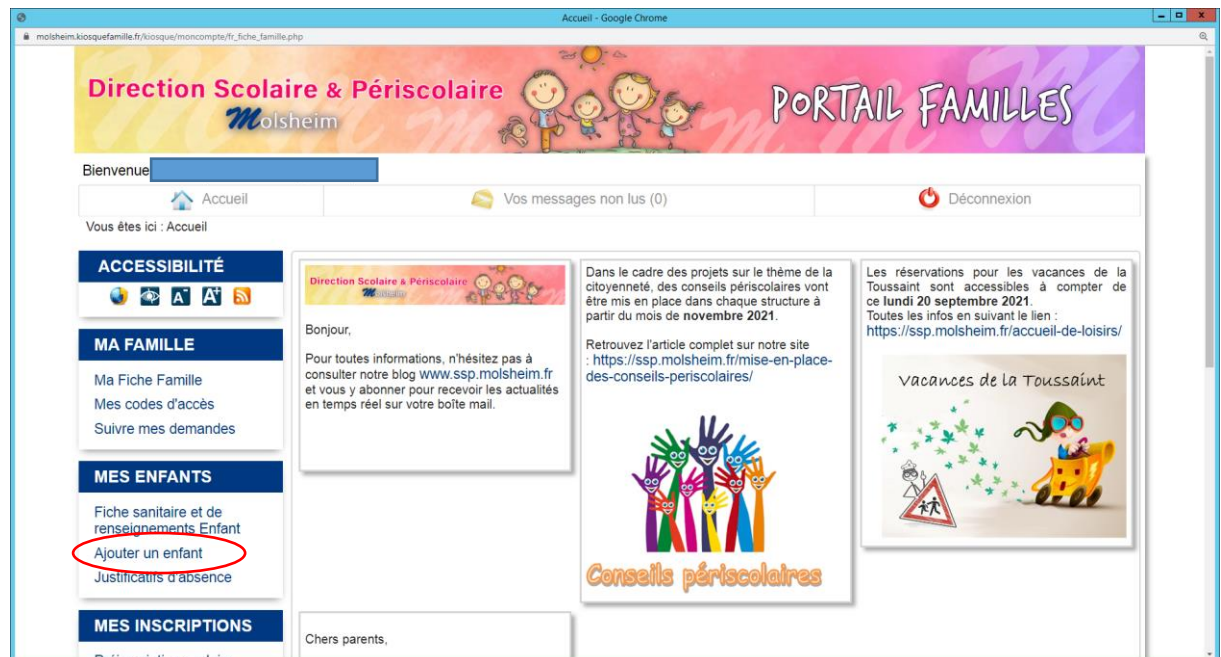 Accueil - Google Chrome
molsheim.kiosquefamille.fr/kiosque/moncompte/fr_fiche_famille.php
Direction Scolaire & Périscolaire
Molsheim
PORTAIL FAMILLES
Bienvenue
Accueil
Vos messages non lus (0)
Déconnexion
Vous êtes ici : Accueil
ACCESSIBILITÉ
A-
A+
MA FAMILLE
Ma Fiche Famille
Mes codes d'accès
Suivre mes demandes
MES ENFANTS
Fiche sanitaire et de
renseignements Enfant
Ajouter un enfant
Justificatifs d'absence
MES INSCRIPTIONS
Direction Scolaire & Périscolaire
Molsheim
Bonjour,
Pour toutes informations, n'hésitez pas à
consulter notre blog www.ssp.molsheim.fr
et vous y abonner pour recevoir les actualités
en temps réel sur votre boîte mail.
Dans le cadre des projets sur le thème de la
citoyenneté, des conseils périscolaires vont
être mis en place dans chaque structure à
partir du mois de novembre 2021.
Retrouvez l'article complet sur notre site
: https://ssp.molsheim.fr/mise-en-place-
des-conseils-periscolaires/
Conseils périscolaires
Les réservations pour les vacances de la
Toussaint sont accessibles à compter de
ce lundi 20 septembre 2021.
Toutes les infos en suivant le lien :
https://ssp.molsheim.fr/accueil-de-loisirs/
Vacances de la Toussaint
Chers parents,